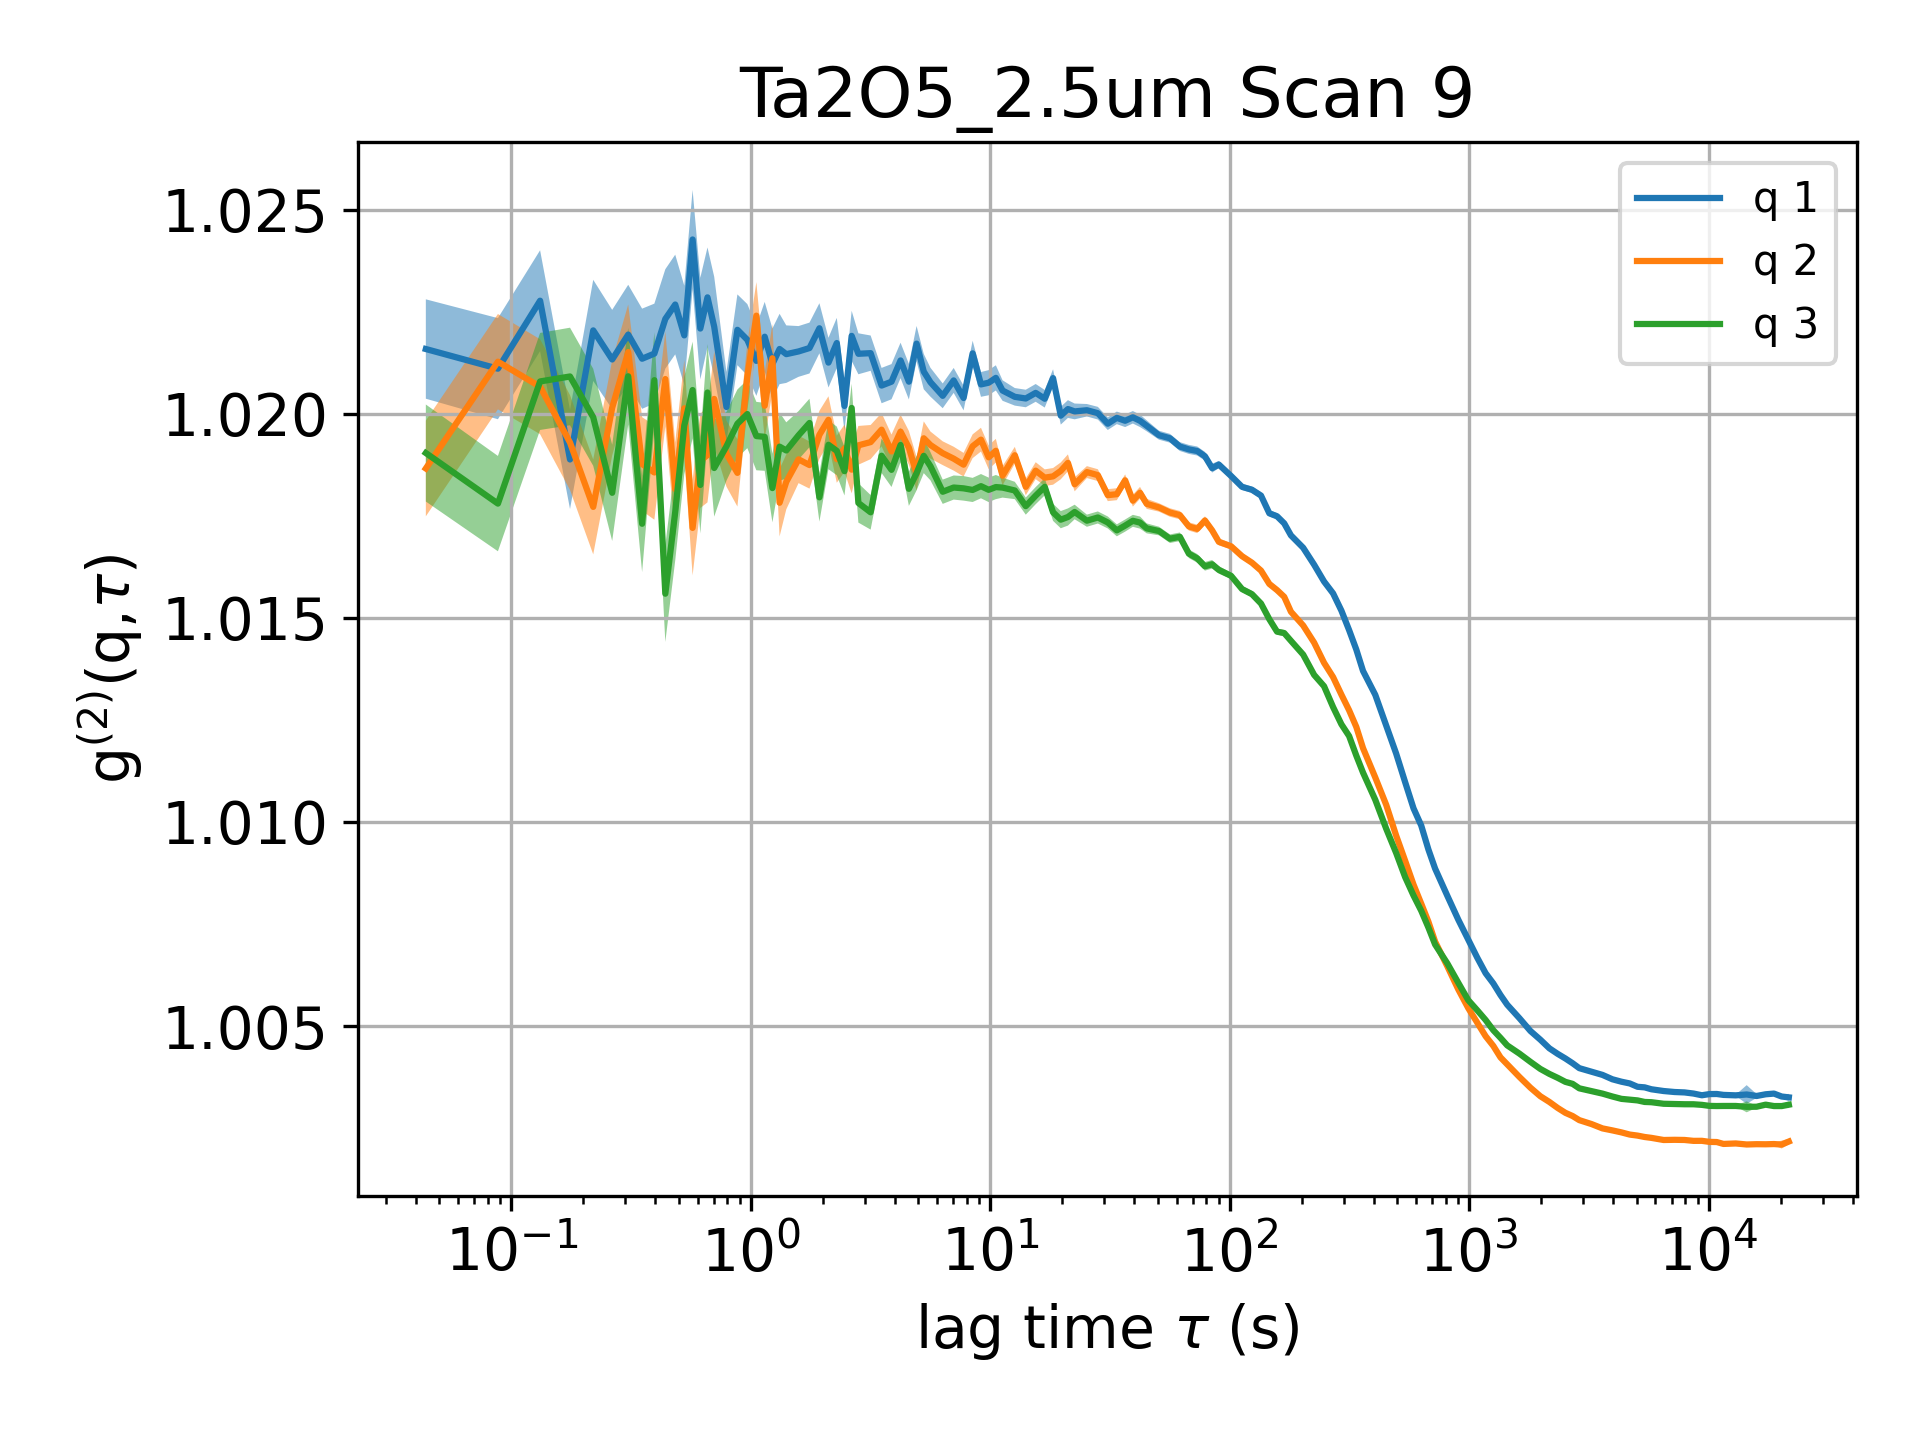 Ta2O5_2.5um Scan 9
q 1
q 2
q 3
g⁽²⁾(q,τ)
1.025
1.020
1.015
1.010
1.005
10⁻¹ 10⁰ 10¹ 10² 10³ 10⁴
lag time τ (s)